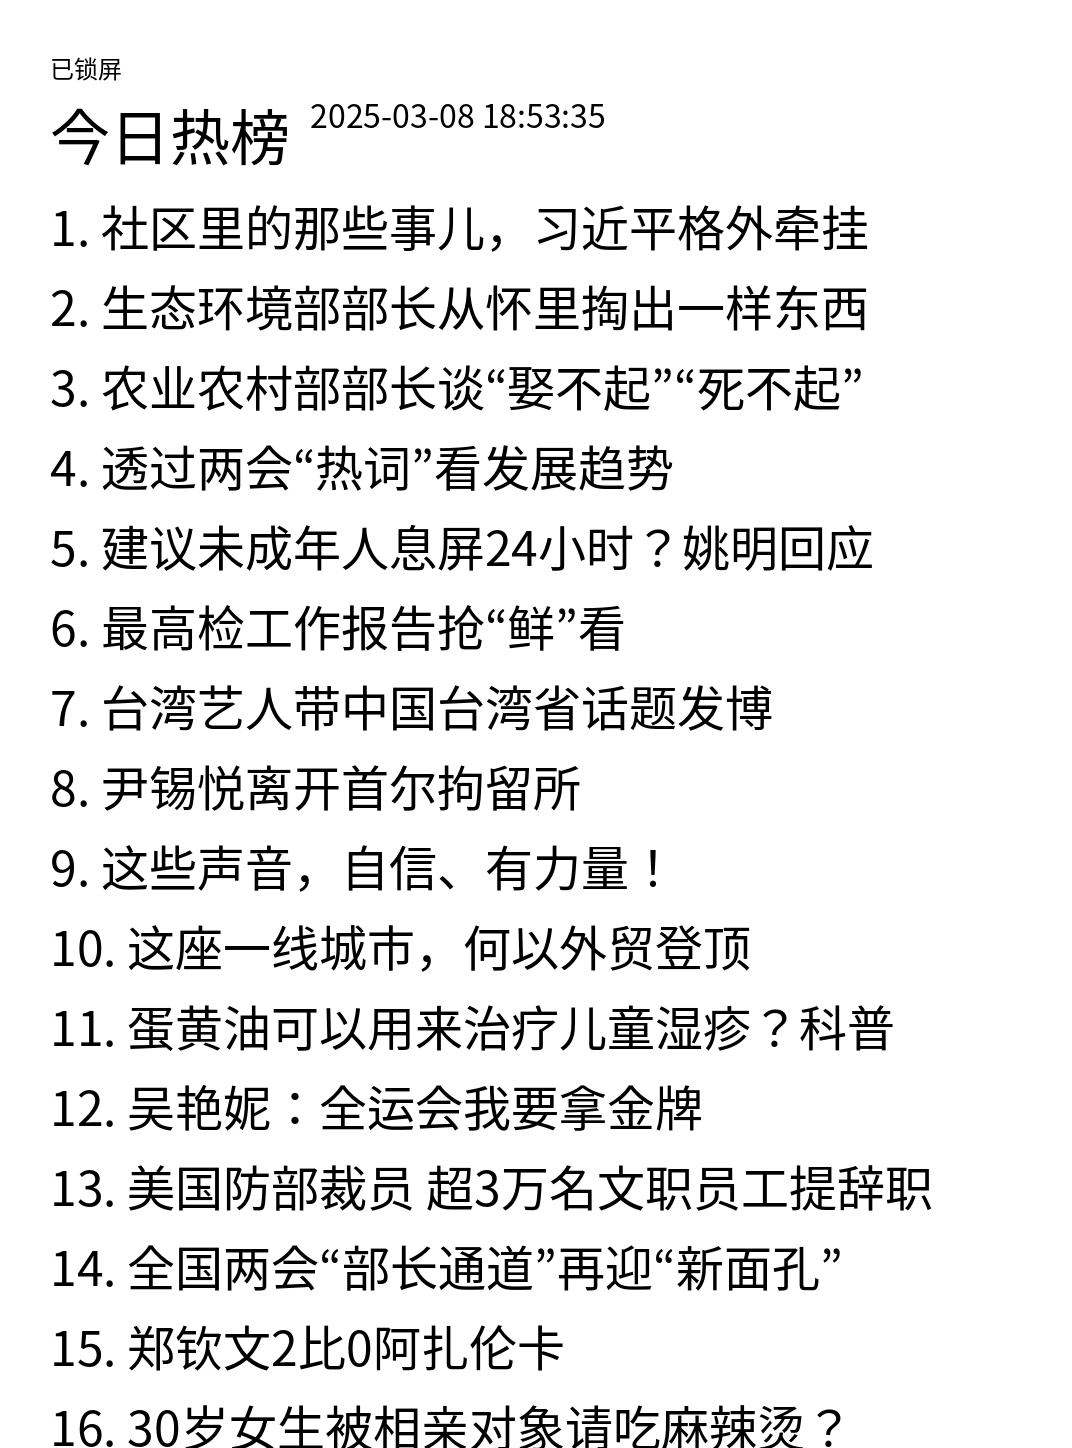 已锁屏
今日热榜 2025-03-08 18:53:35
1. 社区里的那些事儿，习近平格外牵挂
2. 生态环境部部长从怀里掏出一样东西
3. 农业农村部部长谈“娶不起”“死不起”
4. 透过两会“热词”看发展趋势
5. 建议未成年人息屏24小时？姚明回应
6. 最高检工作报告抢“鲜”看
7. 台湾艺人带中国台湾省话题发博
8. 尹锡悦离开首尔拘留所
9. 这些声音，自信、有力量！
10. 这座一线城市，何以外贸登顶
11. 蛋黄油可以用来治疗儿童湿疹？科普
12. 吴艳妮：全运会我要拿金牌
13. 美国防部裁员 超3万名文职员工提辞职
14. 全国两会“部长通道”再迎“新面孔”
15. 郑钦文2比0阿扎伦卡
16. 30岁女生被相亲对象请吃麻辣烫？